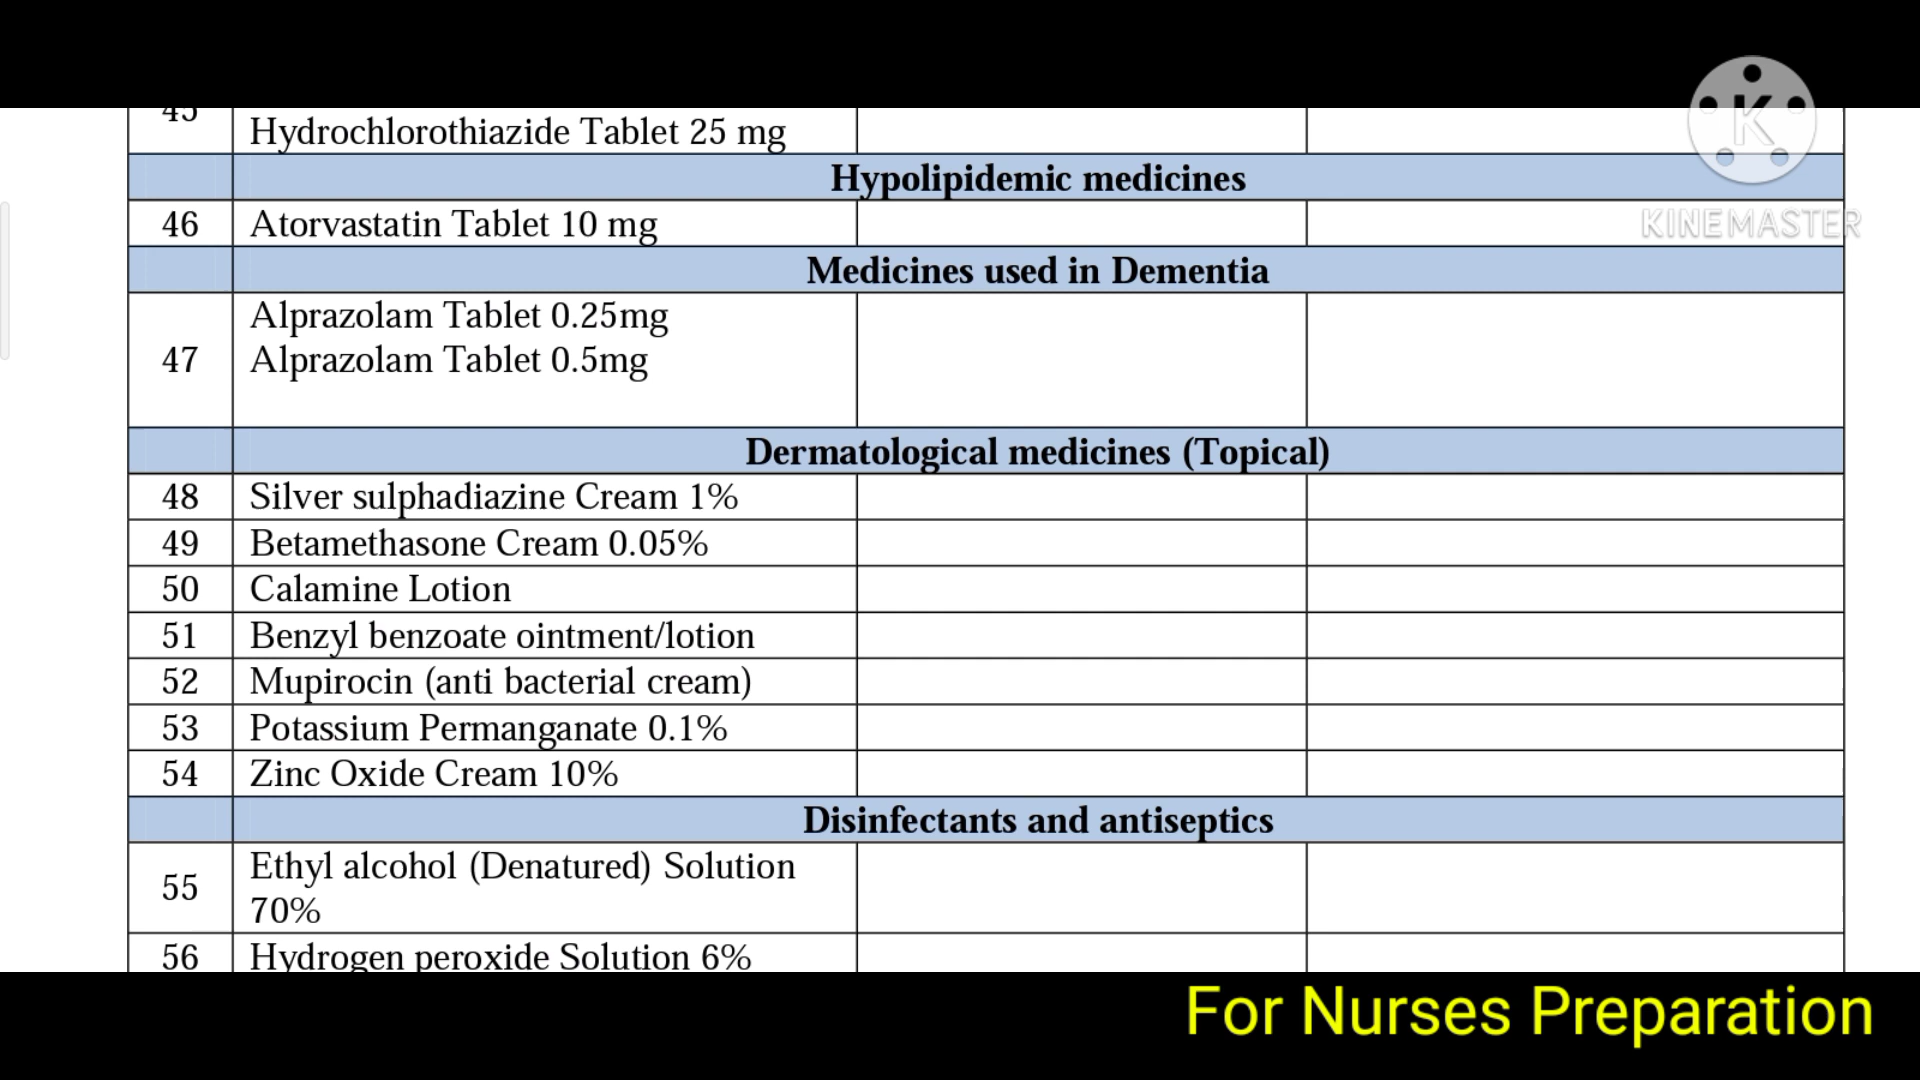 45
Hydrochlorothiazide Tablet 25 mg
Hypolipidemic medicines
46 Atorvastatin Tablet 10 mg
Medicines used in Dementia
Alprazolam Tablet 0.25mg
47 Alprazolam Tablet 0.5mg
Dermatological medicines (Topical)
48 Silver sulphadiazine Cream 1%
49 Betamethasone Cream 0.05%
50 Calamine Lotion
51 Benzyl benzoate ointment/lotion
52 Mupirocin (anti bacterial cream)
53 Potassium Permanganate 0.1%
54 Zinc Oxide Cream 10%
Disinfectants and antiseptics
55 Ethyl alcohol (Denatured) Solution
70%
56 Hydrogen peroxide Solution 6%
K
KINEMASTER
For Nurses Preparation